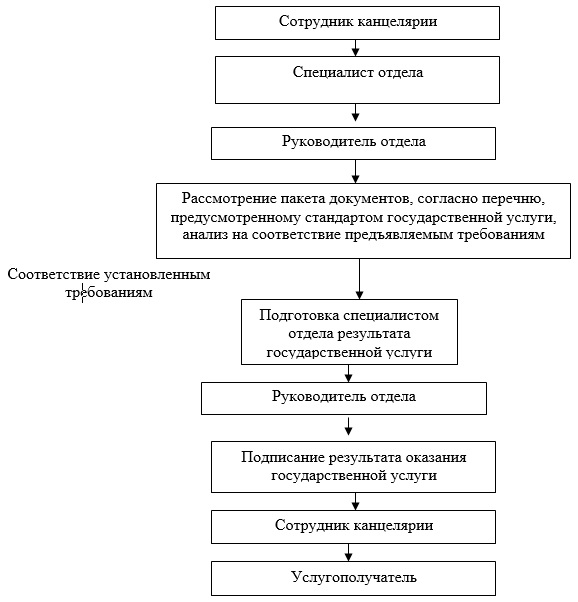 Сотрудник канцелярии
Специалист отдела
Руководитель отдела
Рассмотрение пакета документов, согласно перечню,
предусмотренному стандартом государственной услуги,
анализ на соответствие предъявляемым требованиям
Соответствие установленным
требованиям
Подготовка специалистом
отдела результата
государственной услуги
Руководитель отдела
Подписание результата оказания
государственной услуги
Сотрудник канцелярии
Услугополучатель